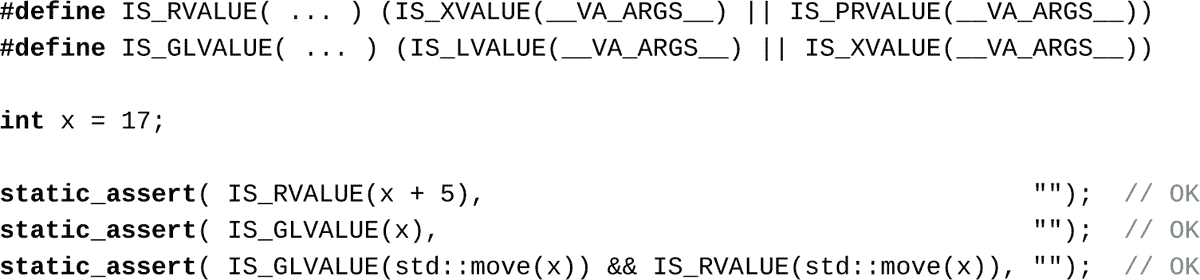 #define IS_RVALUE( ... ) (IS_XVALUE(__VA_ARGS__) || IS_PRVALUE(__VA_ARGS__))
#define IS_GLVALUE( ... ) (IS_LVALUE(__VA_ARGS__) || IS_XVALUE(__VA_ARGS__))
int x = 17;
static_assert( IS_RVALUE(x + 5), ""); // OK
static_assert( IS_GLVALUE(x), ""); // OK
static_assert( IS_GLVALUE(std::move(x)) && IS_RVALUE(std::move(x)), ""); // OK